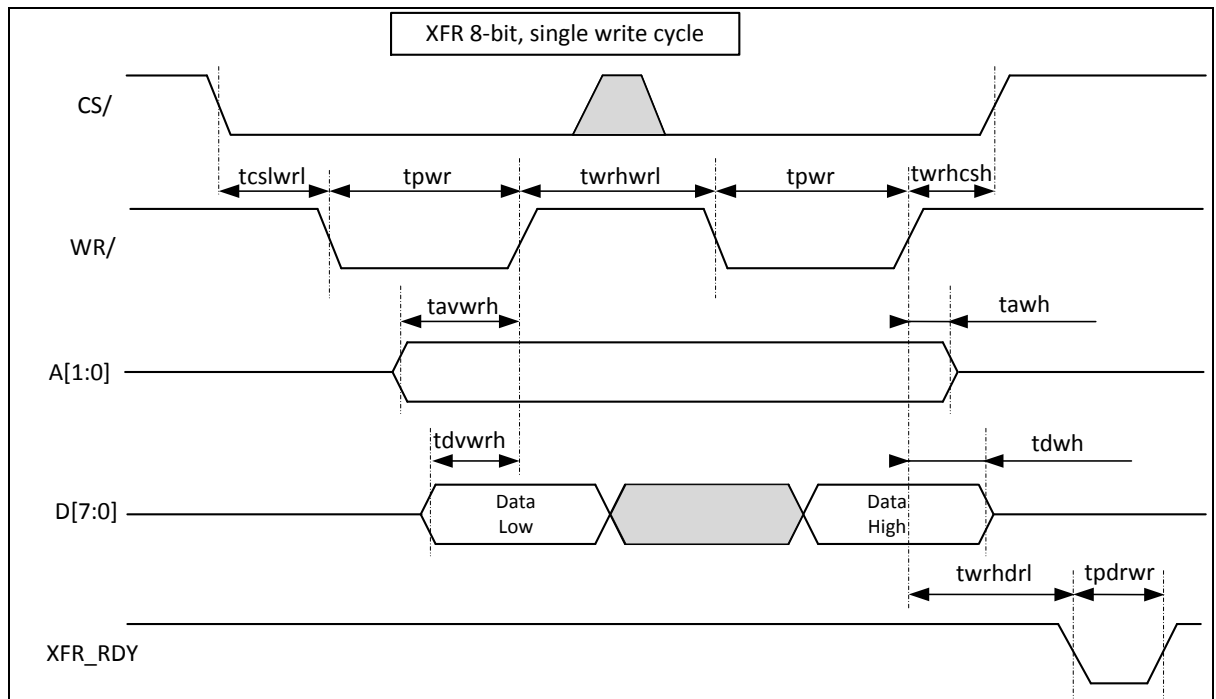 XFR 8-bit, single write cycle
CS/
tcslwrl tpwr twrhwrl tpwr twrhcsh
WR/
tavwrh tawh
A[1:0]
tdvwrh tdwh
D[7:0]
Data Low
Data High
twrhdrl tpdrwr
XFR_RDY